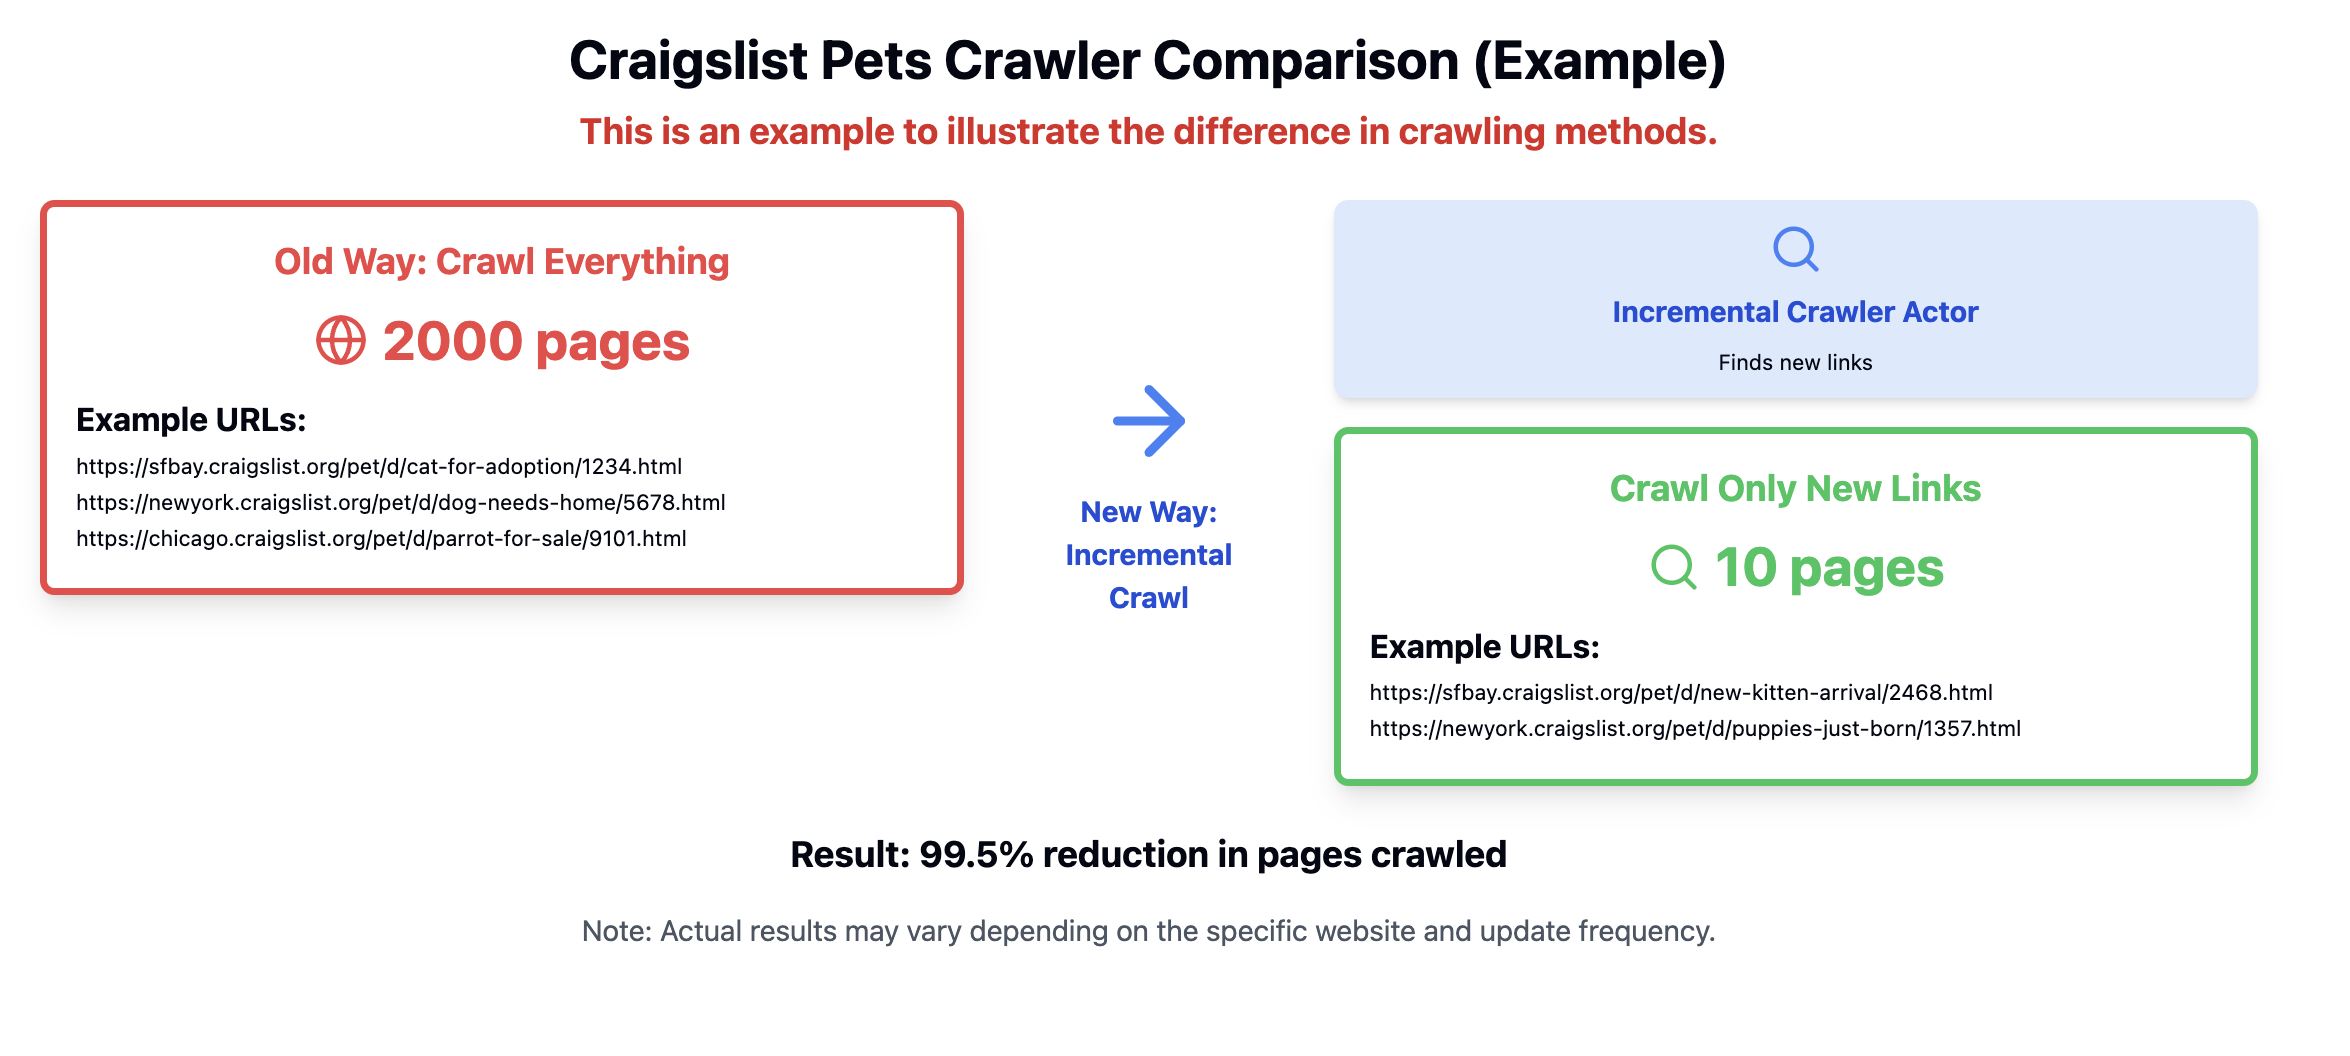 Craigslist Pets Crawler Comparison (Example)
This is an example to illustrate the difference in crawling methods.
Old Way: Crawl Everything
2000 pages
Example URLs:
https://sfbay.craigslist.org/pet/d/cat-for-adoption/1234.html
https://newyork.craigslist.org/pet/d/dog-needs-home/5678.html
https://chicago.craigslist.org/pet/d/parrot-for-sale/9101.html
New Way:
Incremental
Crawl
Incremental Crawler Actor
Finds new links
Crawl Only New Links
10 pages
Example URLs:
https://sfbay.craigslist.org/pet/d/new-kitten-arrival/2468.html
https://newyork.craigslist.org/pet/d/puppies-just-born/1357.html
Result: 99.5% reduction in pages crawled
Note: Actual results may vary depending on the specific website and update frequency.